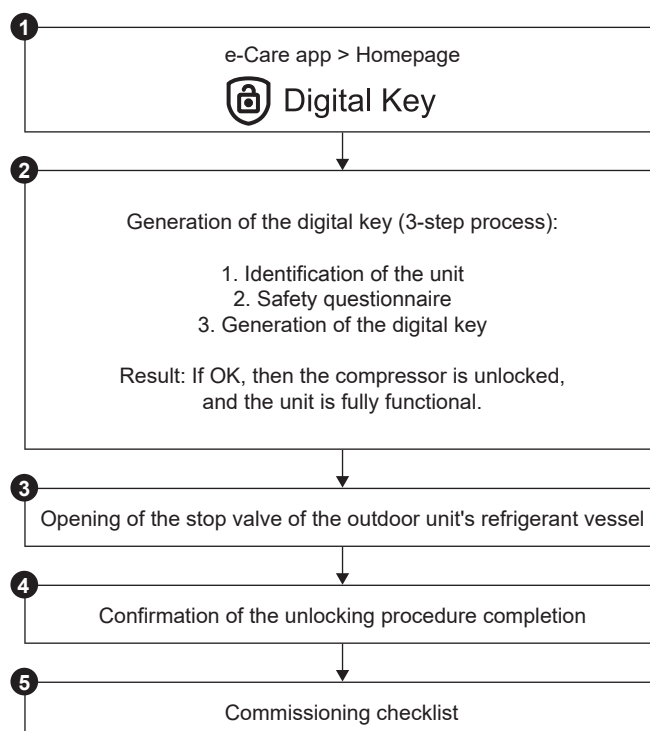 1
e-Care app > Homepage
Digital Key
2
Generation of the digital key (3-step process):
1. Identification of the unit
2. Safety questionnaire
3. Generation of the digital key
Result: If OK, then the compressor is unlocked,
and the unit is fully functional.
3
Opening of the stop valve of the outdoor unit's refrigerant vessel
4
Confirmation of the unlocking procedure completion
5
Commissioning checklist